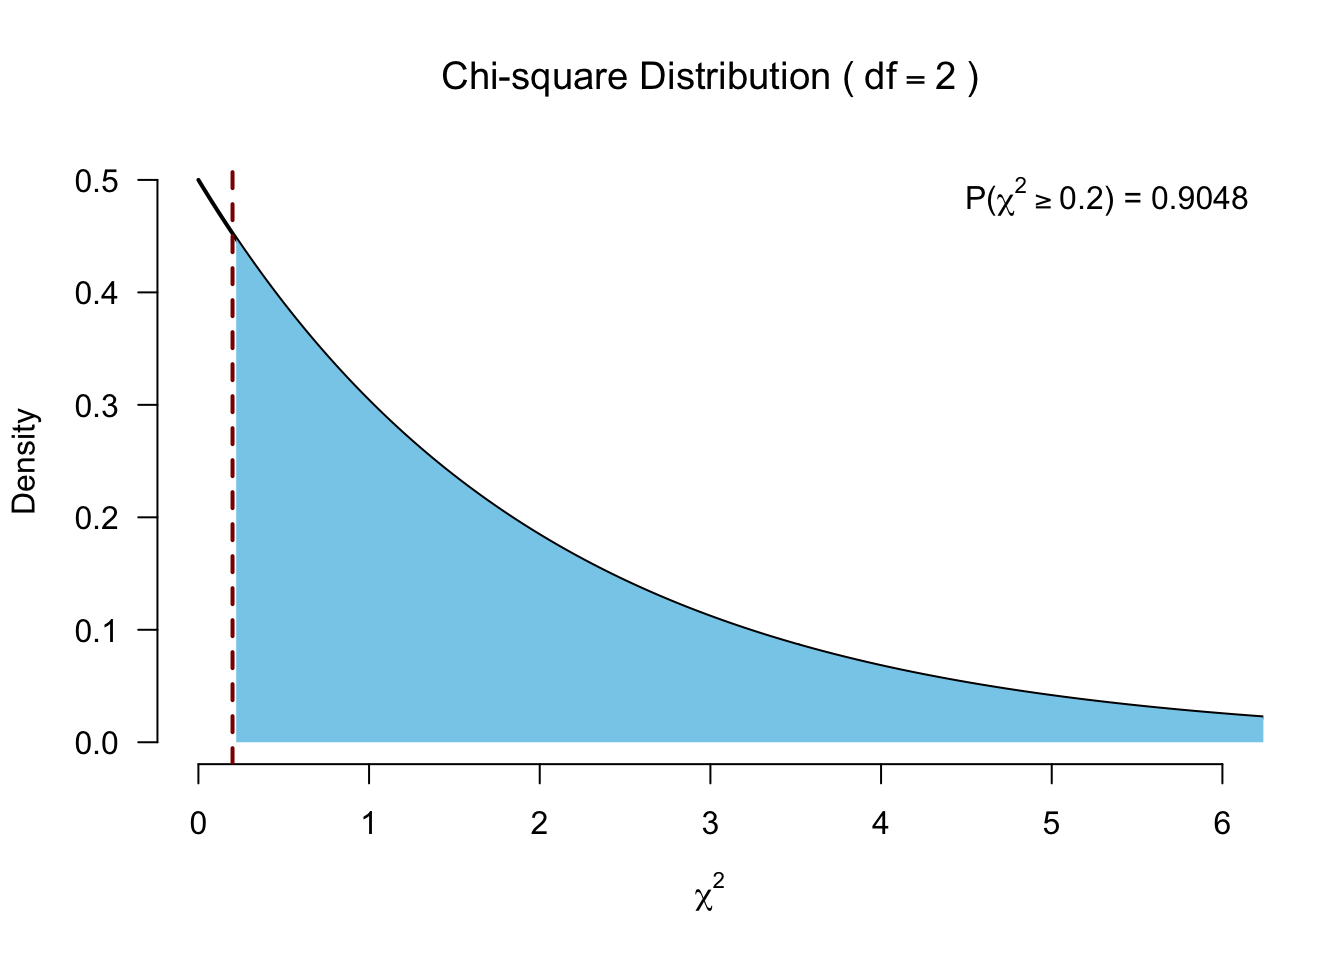 Chi-square Distribution ( df = 2 )
P(χ² ≥ 0.2) = 0.9048
Density
0.5
0.4
0.3
0.2
0.1
0.0
0 1 2 3 4 5 6
χ²